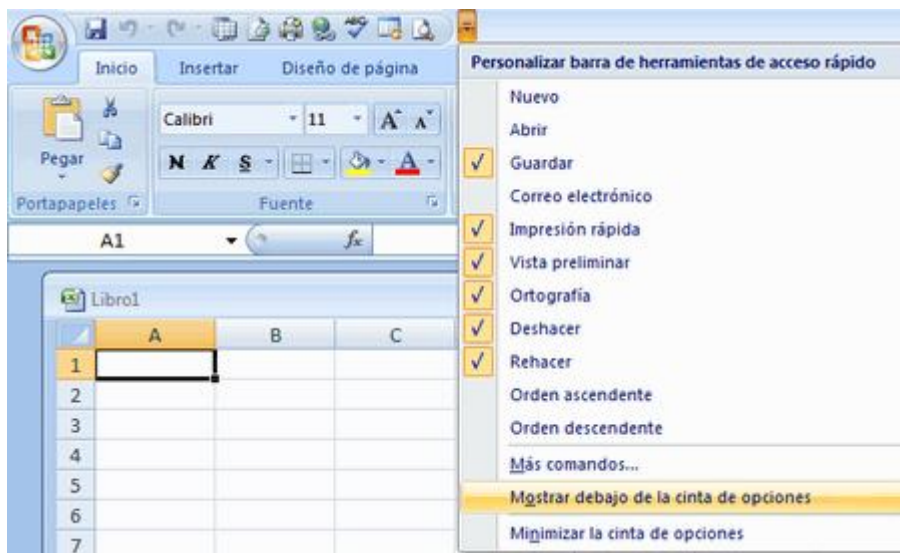 Inicio Insertar Diseño de página
Calibri 11 A A
Pegar
N K S A
Portapapeles Fuente
A1 fx
Libro1
A B C
1
2
3
4
5
6
7
Personalizar barra de herramientas de acceso rápido
Nuevo
Abrir
Guardar
Correo electrónico
Impresión rápida
Vista preliminar
Ortografía
Deshacer
Rehacer
Orden ascendente
Orden descendente
Más comandos...
Mostrar debajo de la cinta de opciones
Minimizar la cinta de opciones